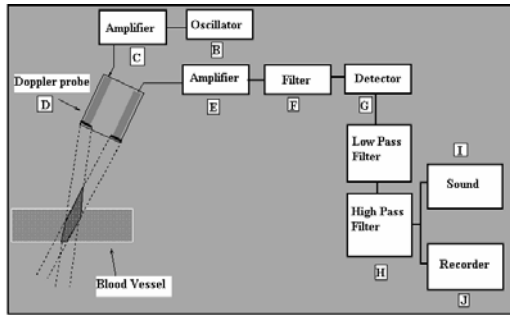 Amplifier
Oscillator
C
B
Doppler probe
D
Amplifier
Filter
Detector
E
F
G
Low Pass
Filter
I
Sound
High Pass
Filter
H
Recorder
J
Blood Vessel